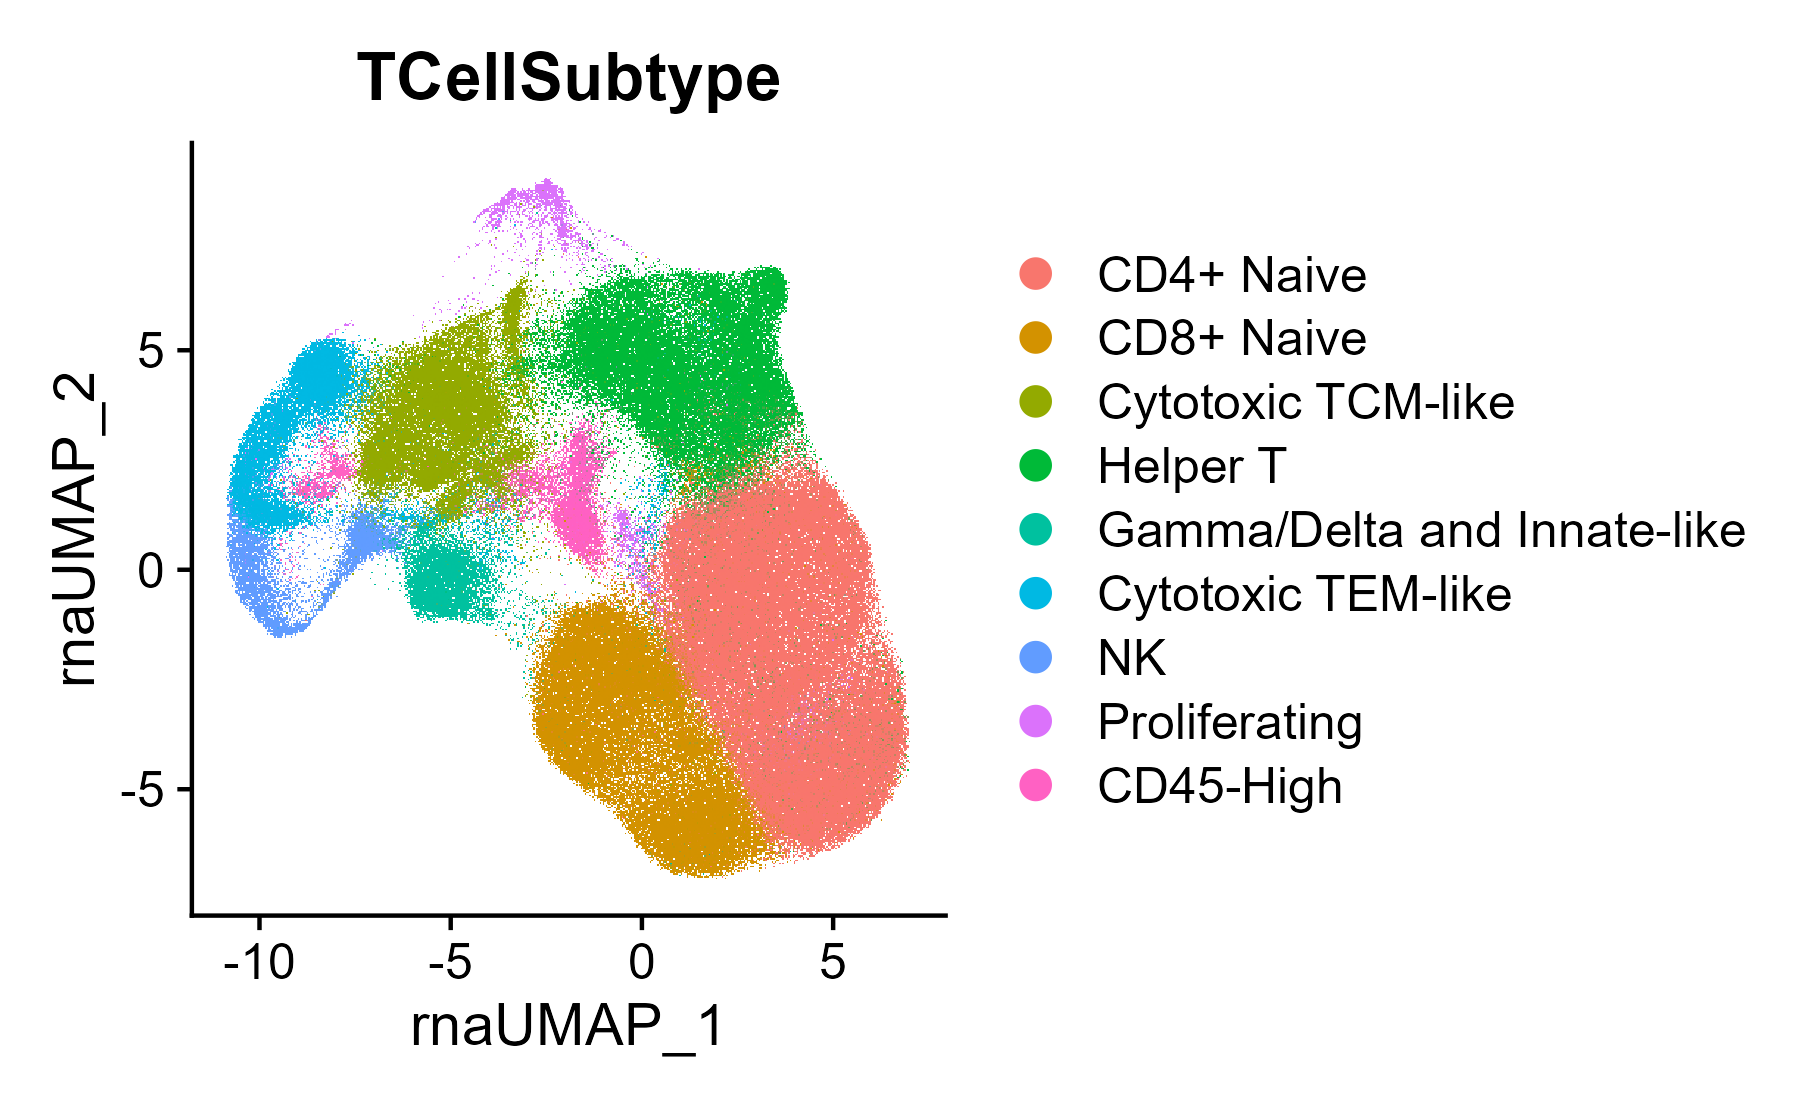 TCellSubtype
rnaUMAP_2
5
0
-5
-10
-5
0
5
rnaUMAP_1
CD4+ Naive
CD8+ Naive
Cytotoxic TCM-like
Helper T
Gamma/Delta and Innate-like
Cytotoxic TEM-like
NK
Proliferating
CD45-High